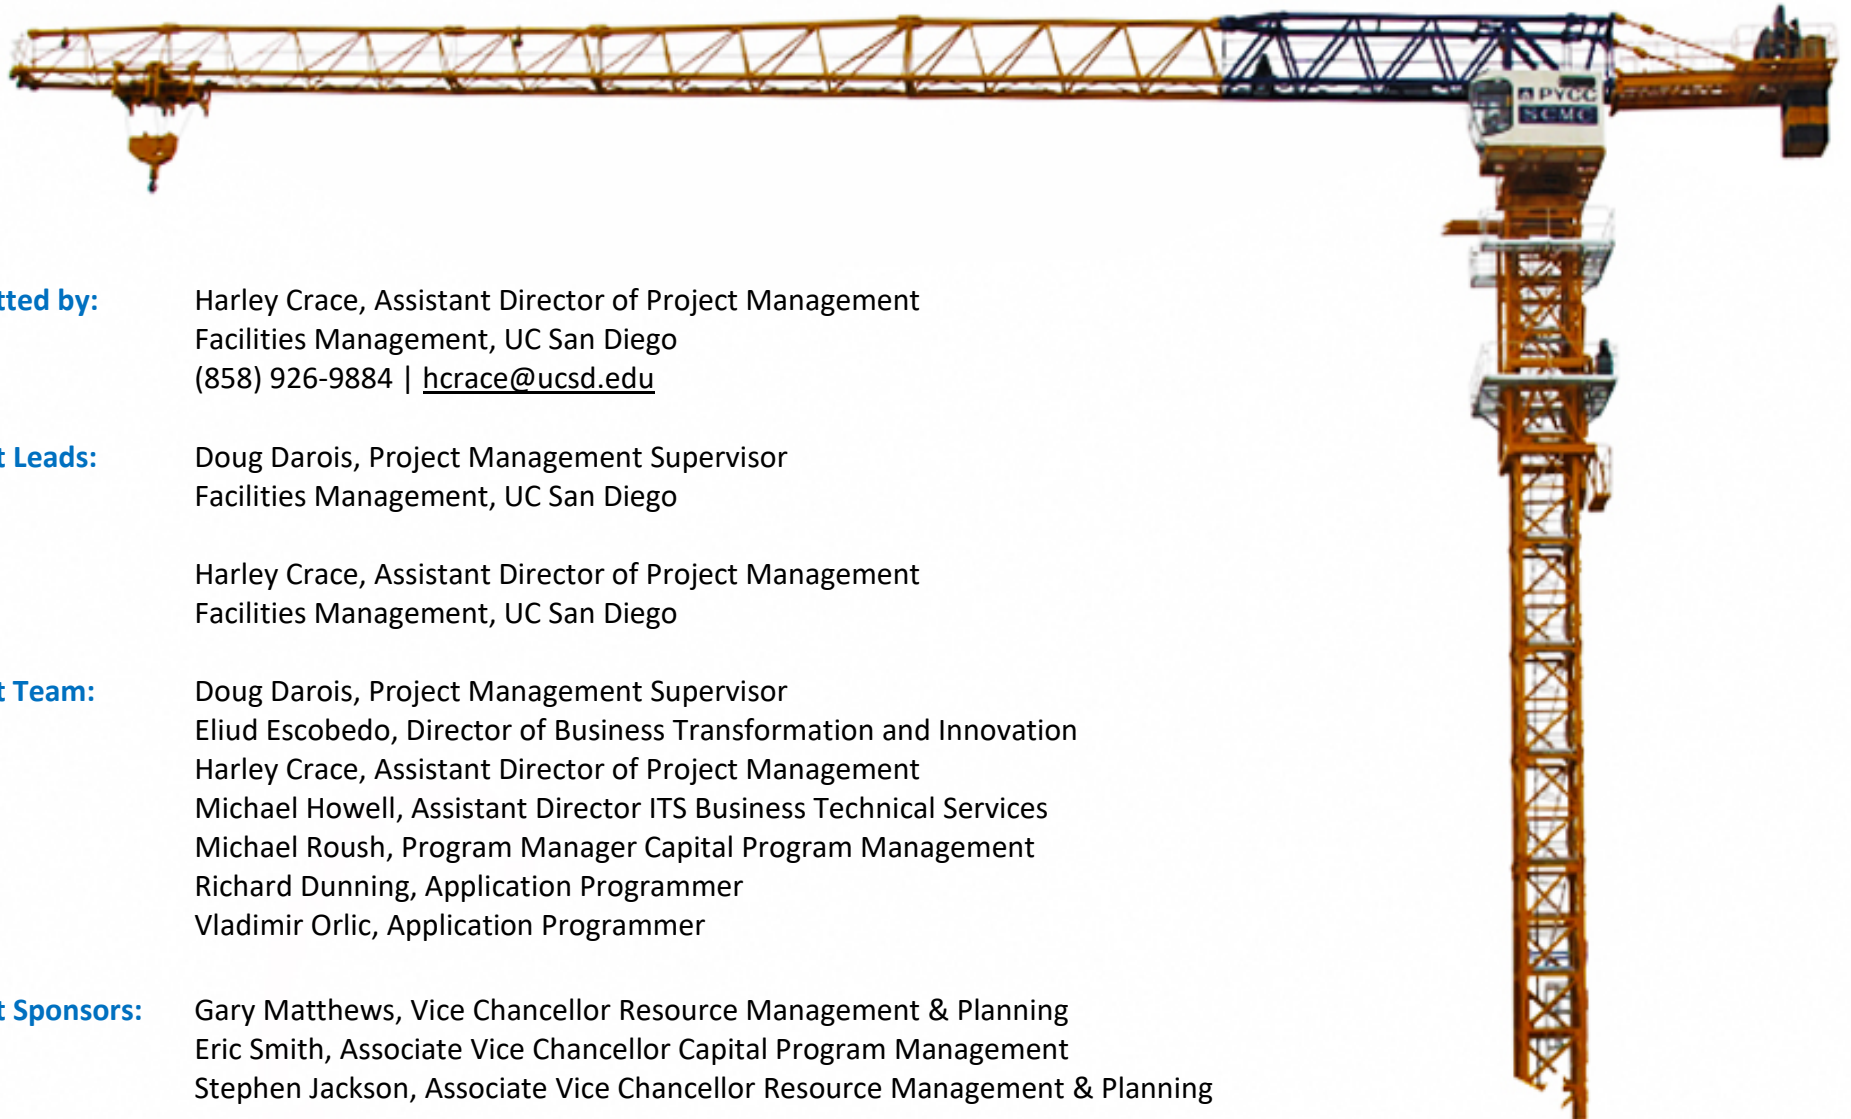 PYCC
SCMC
tted by: Harley Crace, Assistant Director of Project Management
Facilities Management, UC San Diego
(858) 926-9884 | hcrace@ucsd.edu
t Leads: Doug Darois, Project Management Supervisor
Facilities Management, UC San Diego
Harley Crace, Assistant Director of Project Management
Facilities Management, UC San Diego
t Team: Doug Darois, Project Management Supervisor
Eliud Escobedo, Director of Business Transformation and Innovation
Harley Crace, Assistant Director of Project Management
Michael Howell, Assistant Director ITS Business Technical Services
Michael Roush, Program Manager Capital Program Management
Richard Dunning, Application Programmer
Vladimir Orlic, Application Programmer
t Sponsors: Gary Matthews, Vice Chancellor Resource Management & Planning
Eric Smith, Associate Vice Chancellor Capital Program Management
Stephen Jackson, Associate Vice Chancellor Resource Management & Planning